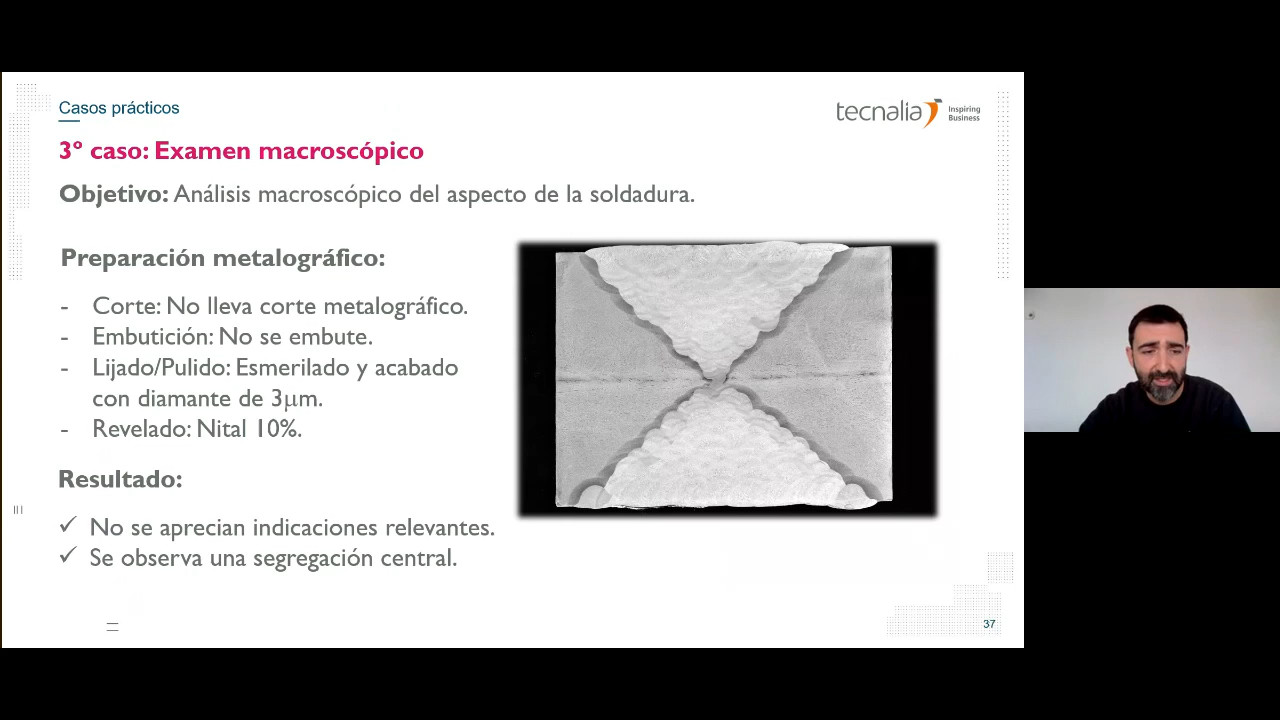 Casos prácticos
tecnalia Inspiring
Business
3º caso: Examen macroscópico
Objetivo: Análisis macroscópico del aspecto de la soldadura.
Preparación metalográfico:
- Corte: No lleva corte metalográfico.
- Embutición: No se embute.
- Lijado/Pulido: Esmerilado y acabado
con diamante de 3µm.
- Revelado: Nital 10%.
Resultado:
✓ No se aprecian indicaciones relevantes.
✓ Se observa una segregación central.
37